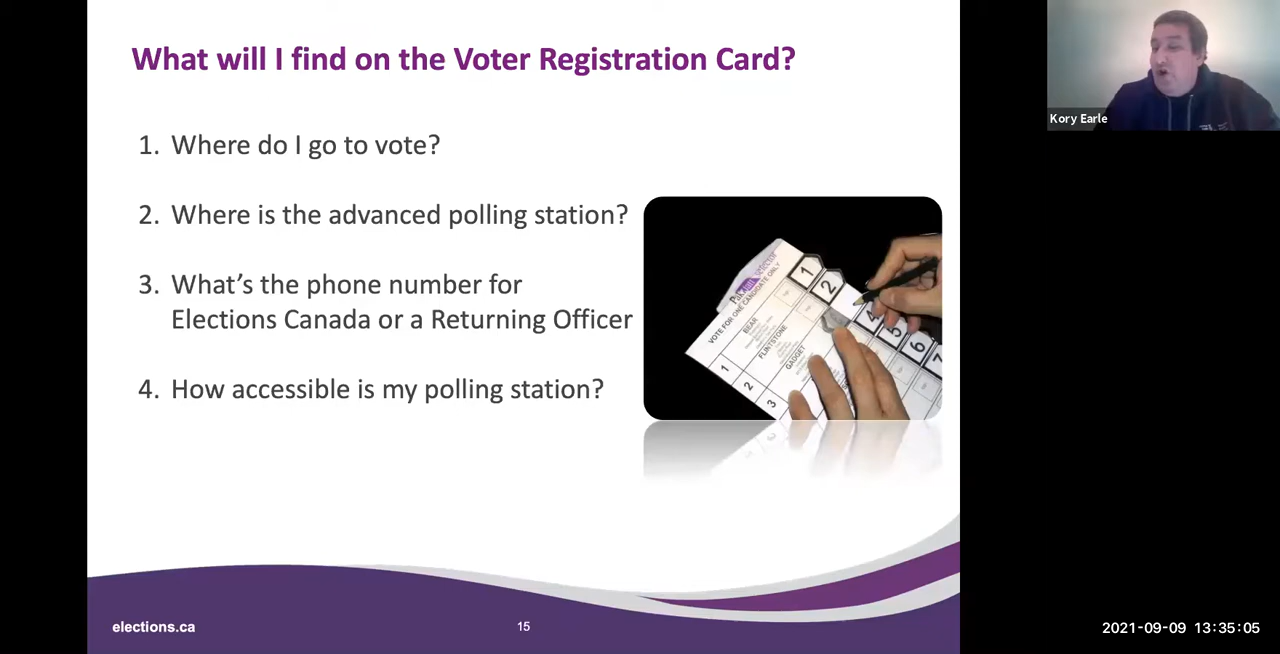 What will I find on the Voter Registration Card?
Kory Earle
1. Where do I go to vote?
2. Where is the advanced polling station?
3. What’s the phone number for
Elections Canada or a Returning Officer
4. How accessible is my polling station?
VOTE FOR ONE CANDIDATE ONLY
1
2
4
5
6
7
1 BEAR
2 FLINTSTONE
3 GADGET
elections.ca
15
2021-09-09 13:35:05